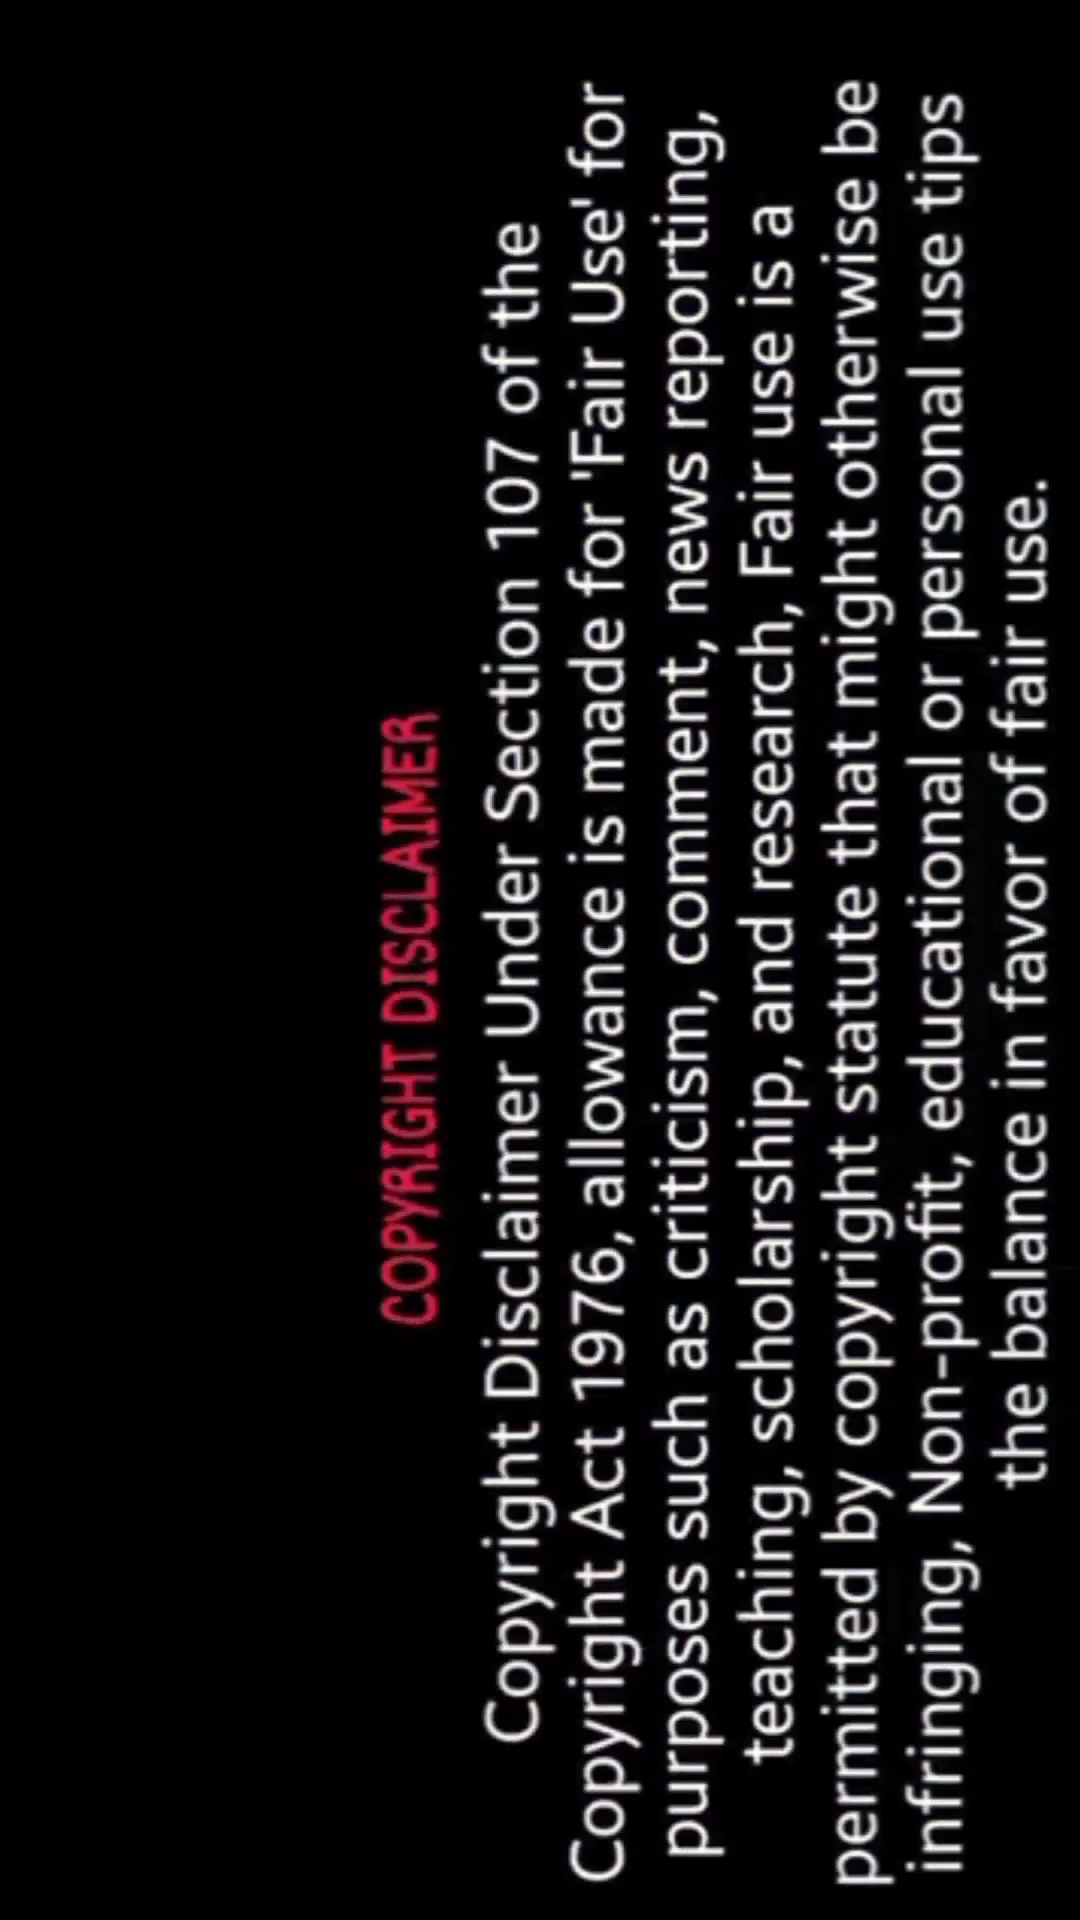 COPYRIGHT DISCLAIMER
Copyright Disclaimer Under Section 107 of the
Copyright Act 1976, allowance is made for 'Fair Use' for
purposes such as criticism, comment, news reporting,
teaching, scholarship, and research, Fair use is a
permitted by copyright statute that might otherwise be
infringing, Non-profit, educational or personal use tips
the balance in favor of fair use.